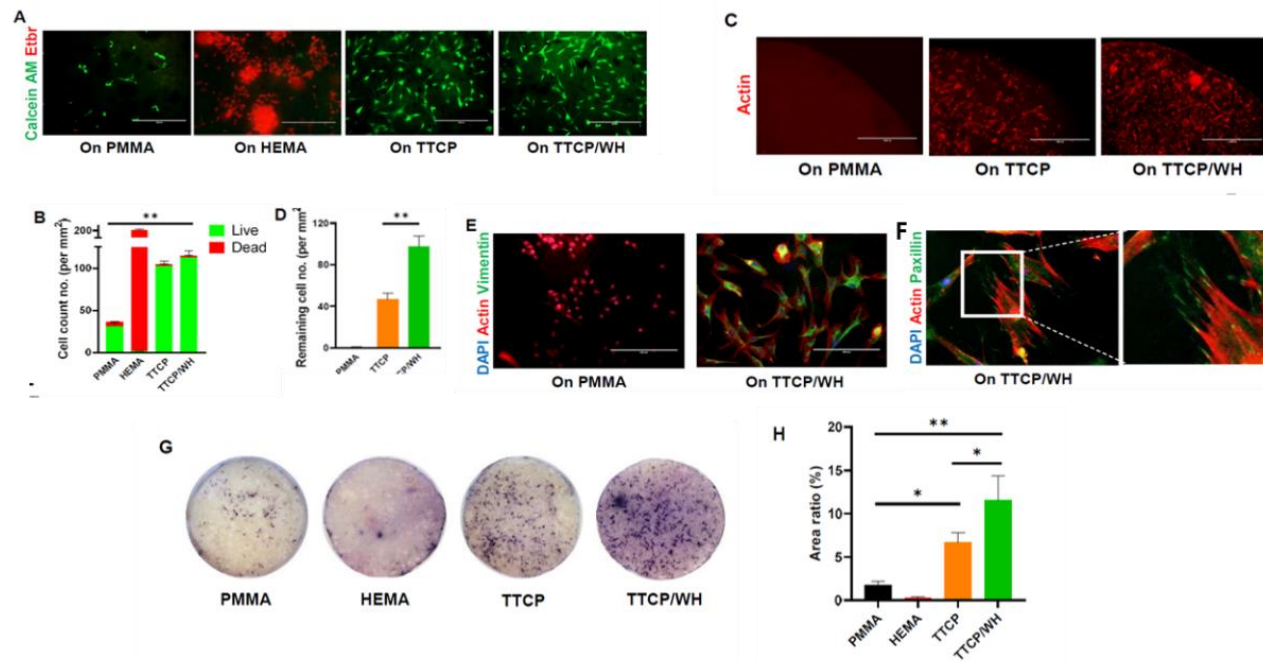 A
Calcein AM Etbr
On PMMA
On HEMA
On TTCP
On TTCP/WH
B
Cell count no. (per mm²)
200
100
50
0
**
Live
Dead
PMMA
HEMA
TTCP
TTCP/WH
C
Actin
On PMMA
On TTCP
On TTCP/WH
D
Remaining cell no. (per mm²)
120
80
40
0
**
PMMA
TTCP
CP/WH
E
DAPI Actin Vimentin
On PMMA
On TTCP/WH
F
DAPI Actin Paxillin
On TTCP/WH
G
PMMA
HEMA
TTCP
TTCP/WH
H
Area ratio (%)
20
15
10
5
0
**
*
*
PMMA
HEMA
TTCP
TTCP/WH